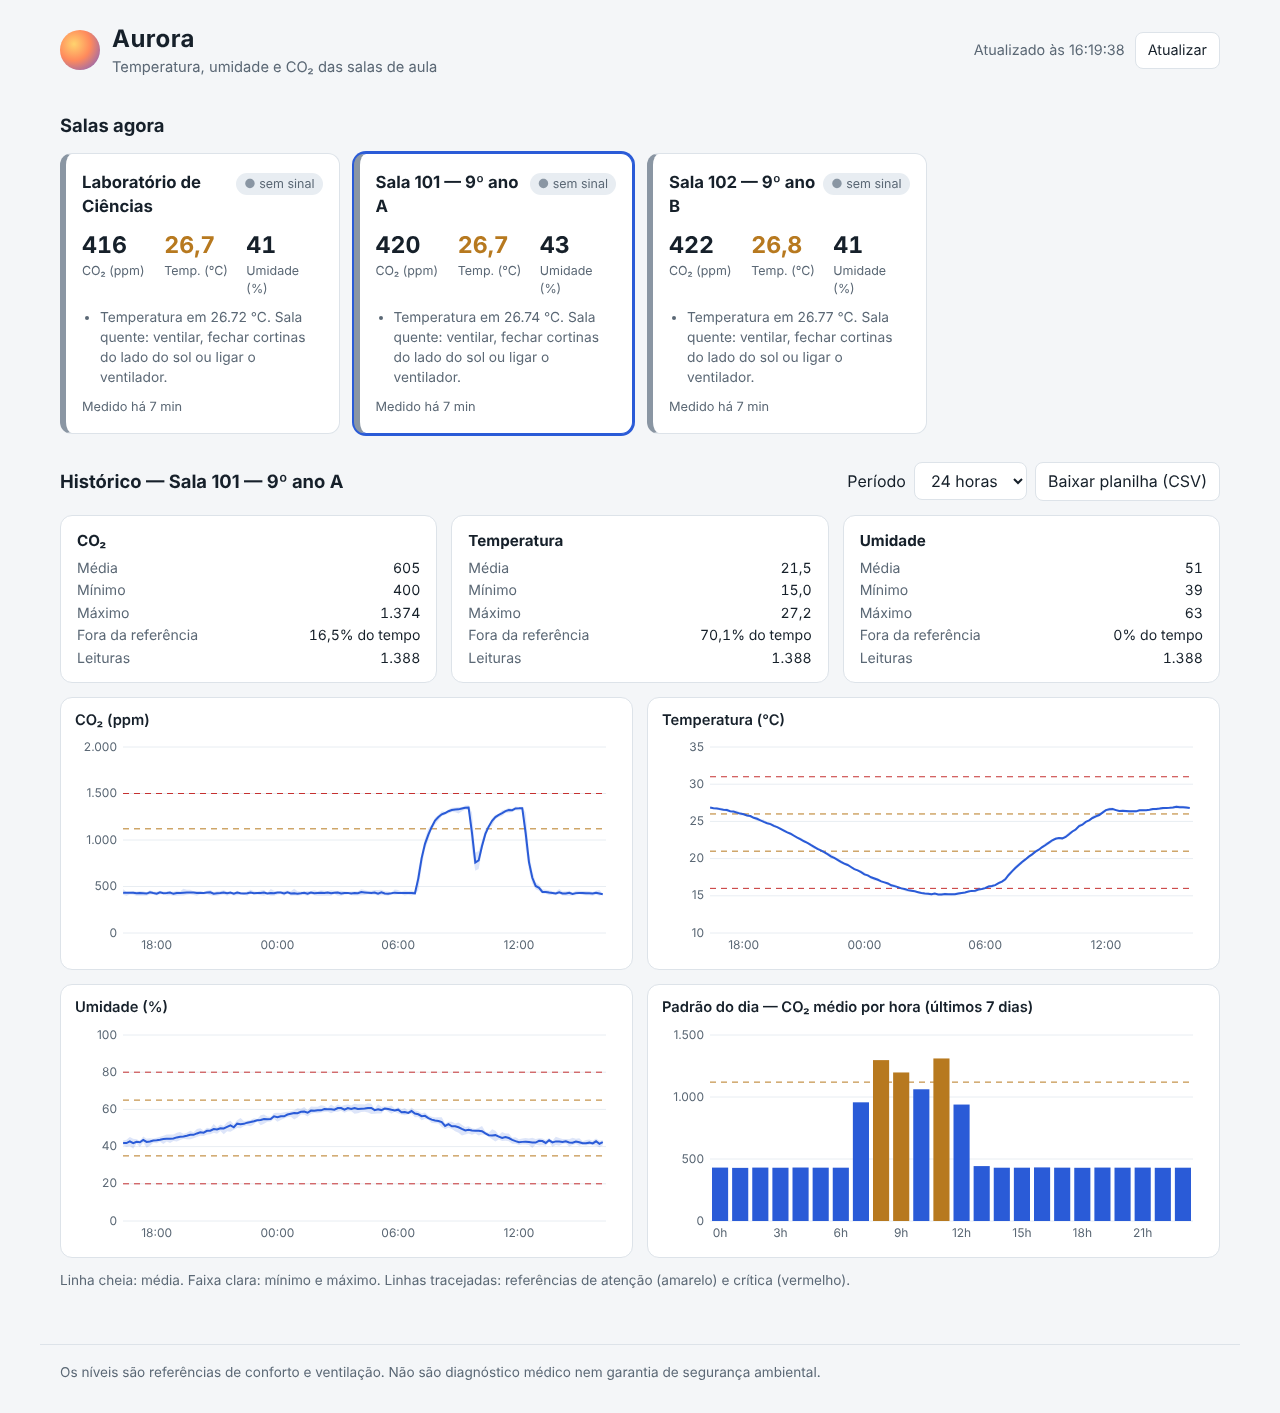 Aurora
Temperatura, umidade e CO₂ das salas de aula
Atualizado às 16:19:38
Atualizar
Salas agora
Laboratório de
Ciências
sem sinal
416
26,7
41
CO₂ (ppm)
Temp. (°C)
Umidade
(%)
• Temperatura em 26.72 °C. Sala
quente: ventilar, fechar cortinas
do lado do sol ou ligar o
ventilador.
Medido há 7 min
Sala 101 — 9º ano
A
sem sinal
420
26,7
43
CO₂ (ppm)
Temp. (°C)
Umidade
(%)
• Temperatura em 26.74 °C. Sala
quente: ventilar, fechar cortinas
do lado do sol ou ligar o
ventilador.
Medido há 7 min
Sala 102 — 9º ano
B
sem sinal
422
26,8
41
CO₂ (ppm)
Temp. (°C)
Umidade
(%)
• Temperatura em 26.77 °C. Sala
quente: ventilar, fechar cortinas
do lado do sol ou ligar o
ventilador.
Medido há 7 min
Histórico — Sala 101 — 9º ano A
Período
24 horas
Baixar planilha (CSV)
CO₂
Média 605
Mínimo 400
Máximo 1.374
Fora da referência 16,5% do tempo
Leituras 1.388
Temperatura
Média 21,5
Mínimo 15,0
Máximo 27,2
Fora da referência 70,1% do tempo
Leituras 1.388
Umidade
Média 51
Mínimo 39
Máximo 63
Fora da referência 0% do tempo
Leituras 1.388
CO₂ (ppm)
2.000
1.500
1.000
500
0
18:00 00:00 06:00 12:00
Temperatura (°C)
35
30
25
20
15
10
18:00 00:00 06:00 12:00
Umidade (%)
100
80
60
40
20
0
18:00 00:00 06:00 12:00
Padrão do dia — CO₂ médio por hora (últimos 7 dias)
1.500
1.000
500
0
0h 3h 6h 9h 12h 15h 18h 21h
Linha cheia: média. Faixa clara: mínimo e máximo. Linhas tracejadas: referências de atenção (amarelo) e crítica (vermelho).
Os níveis são referências de conforto e ventilação. Não são diagnóstico médico nem garantia de segurança ambiental.